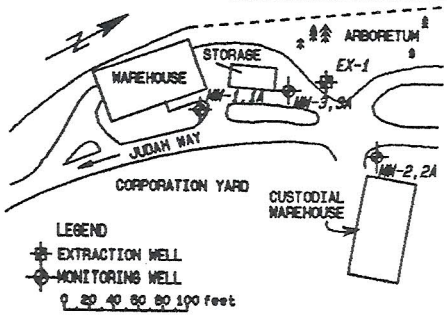 N
ARBORETUM
STORAGE
WAREHOUSE
EX-1
MW-1,1A
MW-3,3A
JUDAH WAY
MW-2,2A
CORPORATION YARD
CUSTODIAL
WAREHOUSE
LEGEND
EXTRACTION WELL
MONITORING WELL
0 20 40 60 80 100 feet